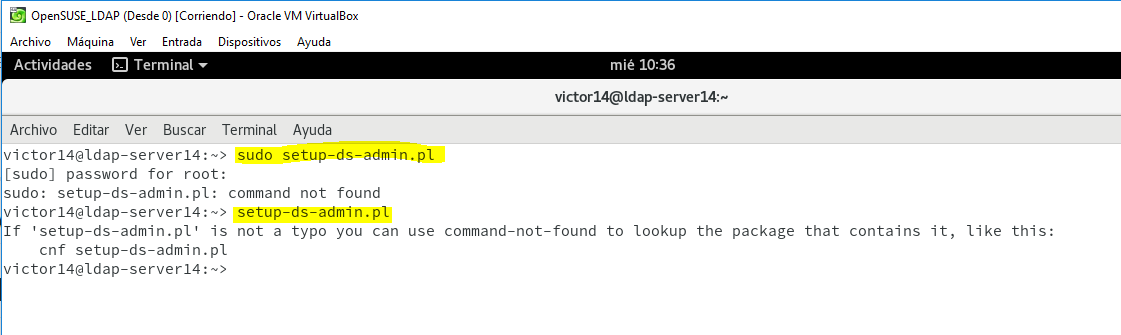 OpenSUSE_LDAP (Desde 0) [Corriendo] - Oracle VM VirtualBox
Archivo Máquina Ver Entrada Dispositivos Ayuda
Actividades Terminal mié 10:36
victor14@ldap-server14:~
Archivo Editar Ver Buscar Terminal Ayuda
victor14@ldap-server14:~> sudo setup-ds-admin.pl
[sudo] password for root:
sudo: setup-ds-admin.pl: command not found
victor14@ldap-server14:~> setup-ds-admin.pl
If 'setup-ds-admin.pl' is not a typo you can use command-not-found to lookup the package that contains it, like this:
    cnf setup-ds-admin.pl
victor14@ldap-server14:~>